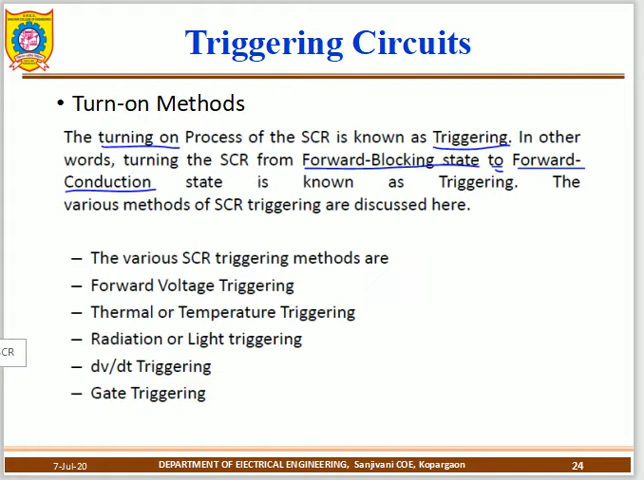 Triggering Circuits
• Turn-on Methods
The turning on Process of the SCR is known as Triggering. In other
words, turning the SCR from Forward-Blocking state to Forward-
Conduction state is known as Triggering. The
various methods of SCR triggering are discussed here.
– The various SCR triggering methods are
– Forward Voltage Triggering
– Thermal or Temperature Triggering
– Radiation or Light triggering
– dv/dt Triggering
– Gate Triggering
SCR
7-Jul-20
DEPARTMENT OF ELECTRICAL ENGINEERING, Sanjivani COE, Kopargaon
24